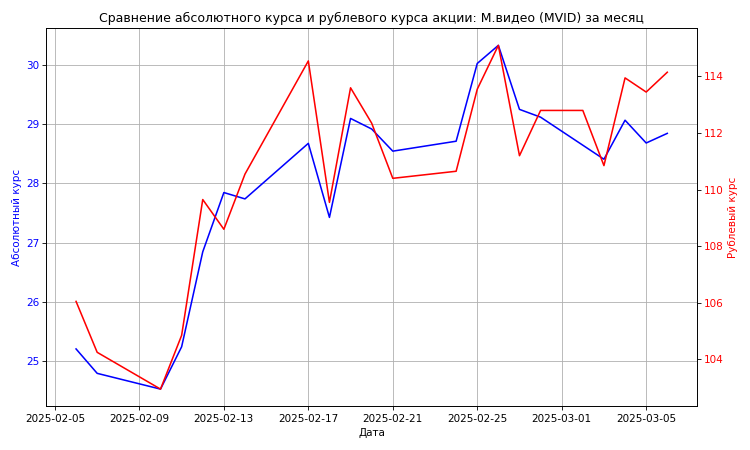 Сравнение абсолютного курса и рублевого курса акции: М.видео (MVID) за месяц
30
29
28
27
26
25
Абсолютный курс
114
112
110
108
106
104
Рублевый курс
2025-02-05 2025-02-09 2025-02-13 2025-02-17 2025-02-21 2025-02-25 2025-03-01 2025-03-05
Дата